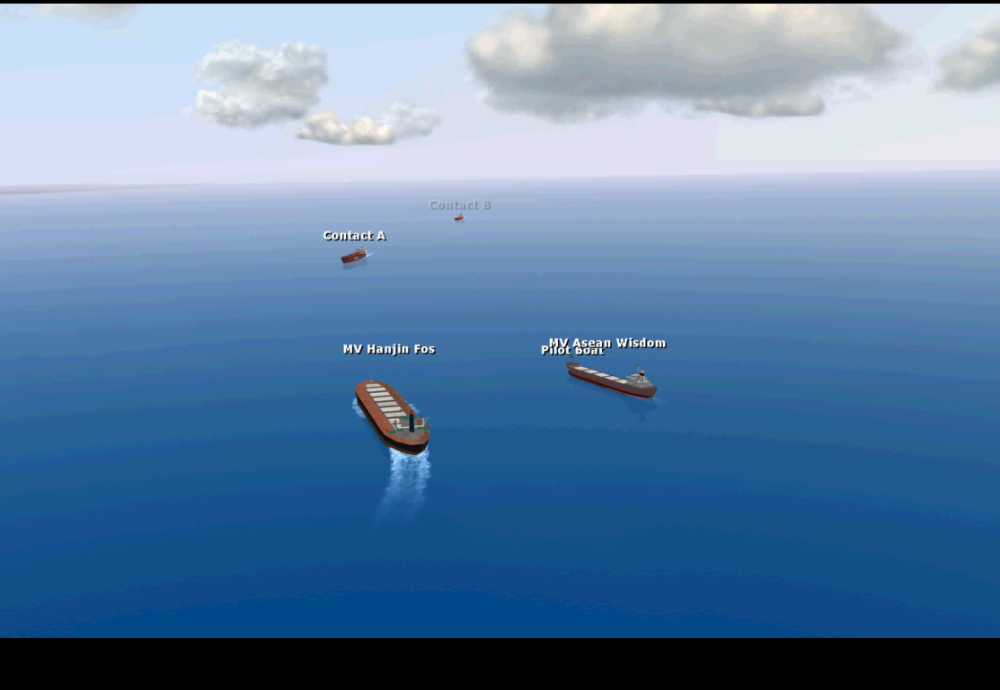 Contact B
Contact A
MV Asean Wisdom
MV Hanjin Fos
Pilot Boat